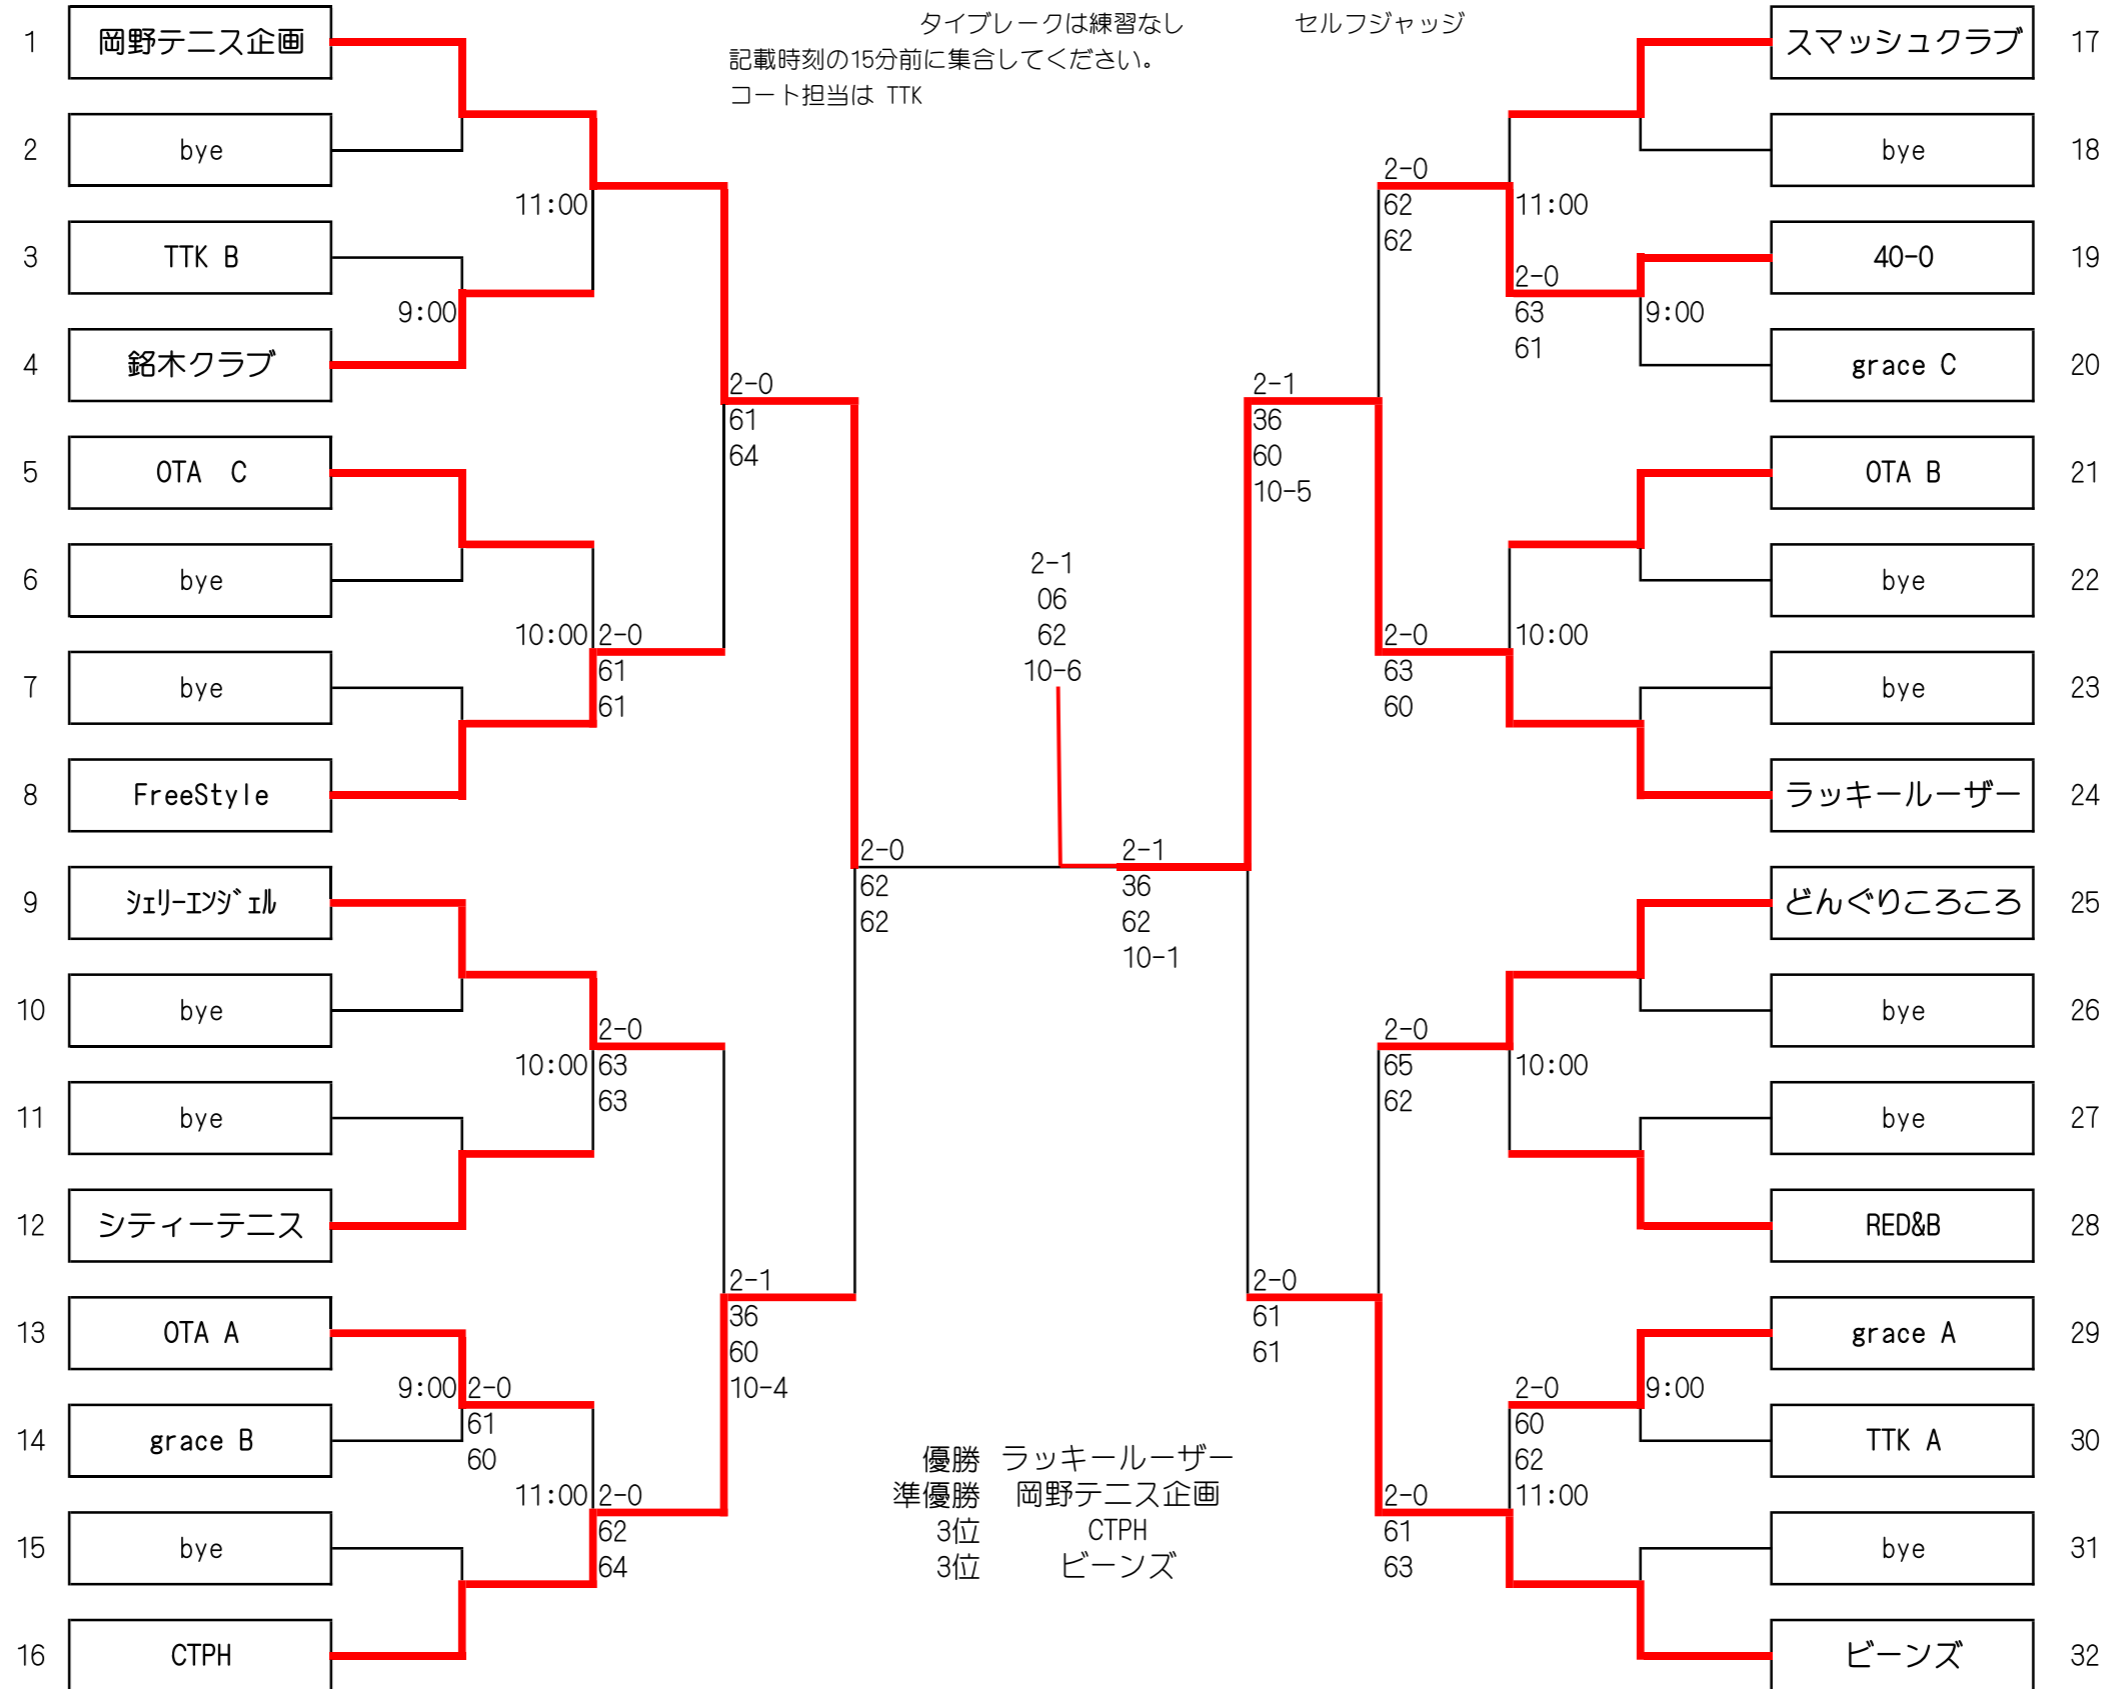 タイブレークは練習なし セルフジャッジ
記載時刻の15分前に集合してください。
コート担当は TTK
1 岡野テニス企画
2 bye
11:00
3 TTK B
9:00
4 銘木クラブ
2-0
61
64
5 OTA C
6 bye
10:00 2-0
61
61
7 bye
8 FreeStyle
2-0
62
62
9 シェリーエンジェル
10 bye
2-0
10:00 63
63
11 bye
12 シティーテニス
2-1
36
60
10-4
13 OTA A
9:00 2-0
61
60
14 grace B
11:00 2-0
62
64
15 bye
16 CTPH
2-1
06
62
10-6
2-1
36
62
10-1
優勝 ラッキールーザー
準優勝 岡野テニス企画
3位 CTPH
3位 ビーンズ
スマッシュクラブ 17
bye 18
2-0
62 11:00
62
40-0 19
2-0
63 9:00
61
grace C 20
2-1
36
60
10-5
OTA B 21
bye 22
2-0 10:00
63
60
bye 23
ラッキールーザー 24
どんぐりころころ 25
bye 26
2-0
65 10:00
62
bye 27
RED&B 28
2-0
61
61
grace A 29
2-0 9:00
60
62
11:00
TTK A 30
2-0
61
63
bye 31
ビーンズ 32